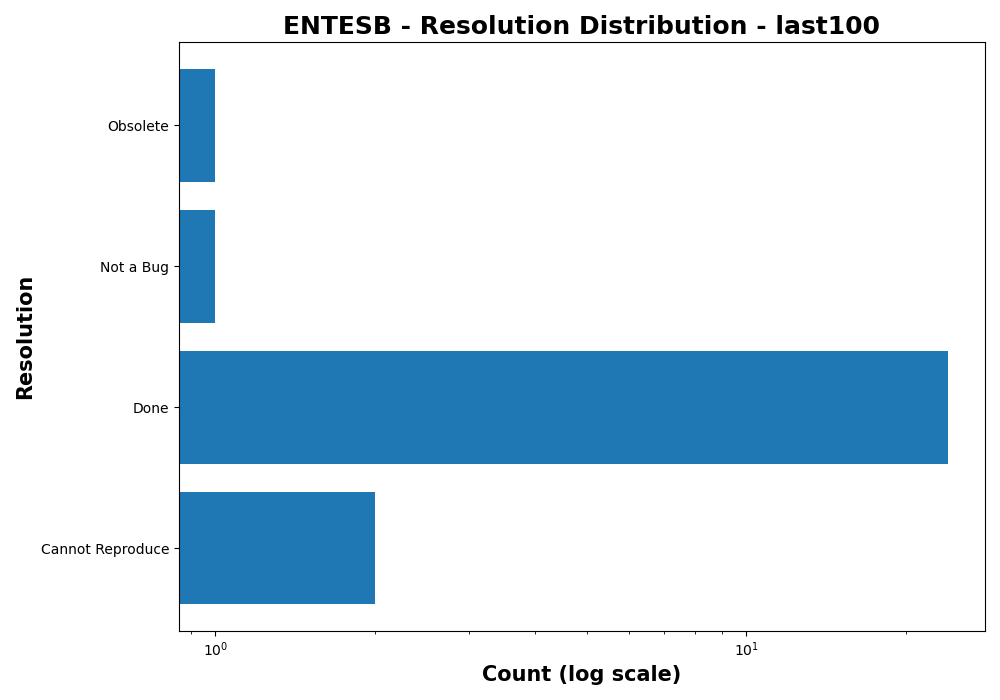 ENTESB - Resolution Distribution - last100
Obsolete
Not a Bug
Done
Cannot Reproduce
Resolution
10⁰
10¹
Count (log scale)